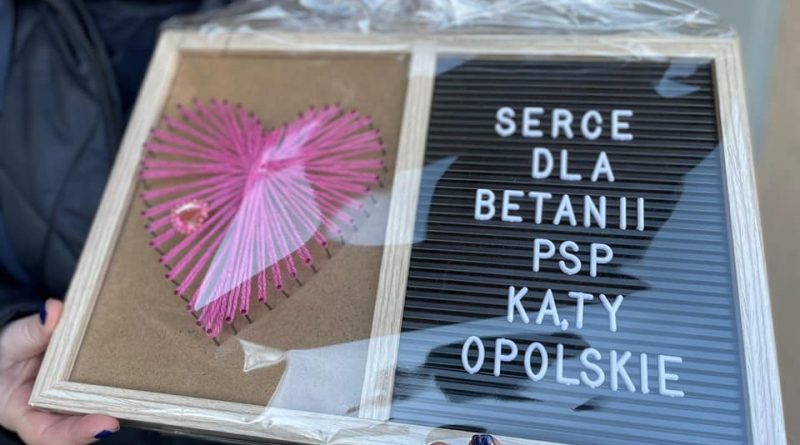 SERCE
DLA
BETANII
PSP
KĄTY
OPOLSKIE